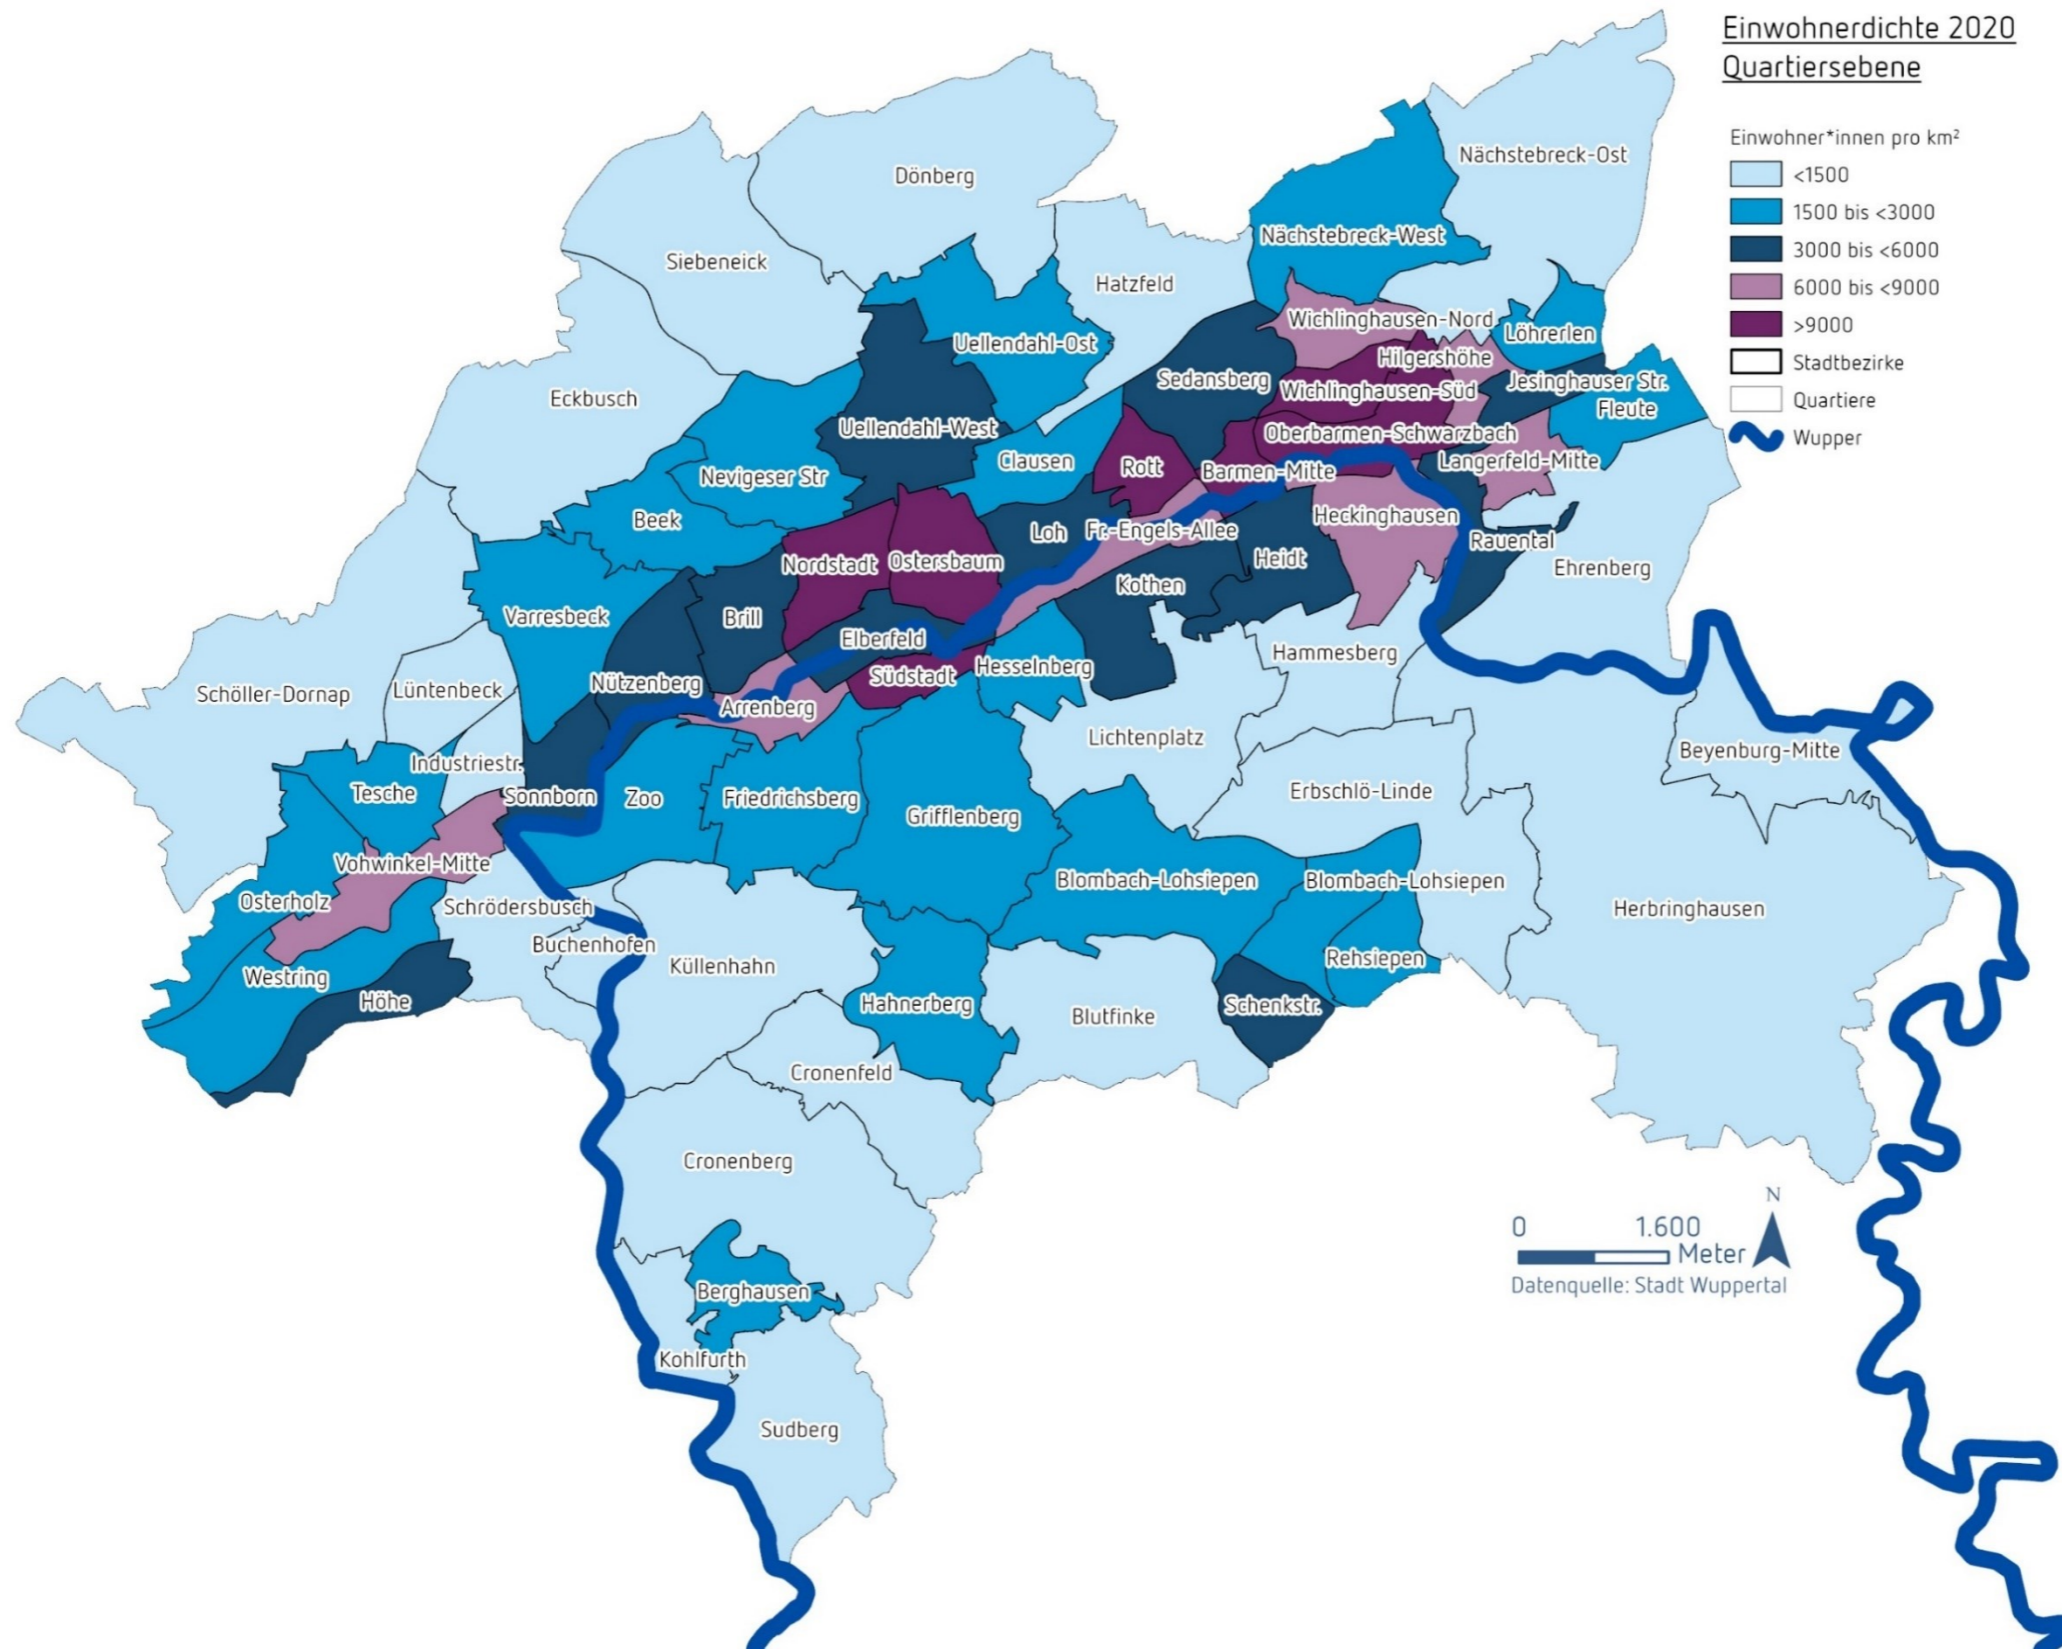 Einwohnerdichte 2020
Quartiersebene
Einwohner*innen pro km²
<1500
1500 bis <3000
3000 bis <6000
6000 bis <9000
>9000
Stadtbezirke
Quartiere
Wupper
Nächstebreck-Ost
Dönberg
Nächstebreck-West
Siebeneick
Hatzfeld
Wichlinghausen-Nord
Löhrerlen
Uellendahl-Ost
Hilgershöhe
Sedansberg
Jesinghauser Str.
Wichlinghausen-Süd
Eckbusch
Fleute
Uellendahl-West
Oberbarmen-Schwarzbach
Clausen
Langerfeld-Mitte
Rott
Barmen-Mitte
Nevigeser Str
Heckinghausen
Beek
Loh
Fr.-Engels-Allee
Rauental
Heidt
Nordstadt
Ostersbaum
Ehrenberg
Kothen
Varresbeck
Brill
Elberfeld
Hammesberg
Hesselnberg
Südstadt
Nützenberg
Lüntenbeck
Schöller-Dornap
Arrenberg
Lichtenplatz
Beyenburg-Mitte
Industriestr.
Erbschlö-Linde
Tesche
Sonnborn
Zoo
Friedrichsberg
Grifflenberg
Vohwinkel-Mitte
Blombach-Lohsiepen
Blombach-Lohsiepen
Osterholz
Schrödersbusch
Herbringhausen
Buchenhofen
Rehsiepen
Küllenhahn
Westring
Höhe
Hahnerberg
Schenkstr.
Blutfinke
Cronenfeld
Cronenberg
Berghausen
Kohlfurth
Sudberg
N
0 1.600
Meter
Datenquelle: Stadt Wuppertal